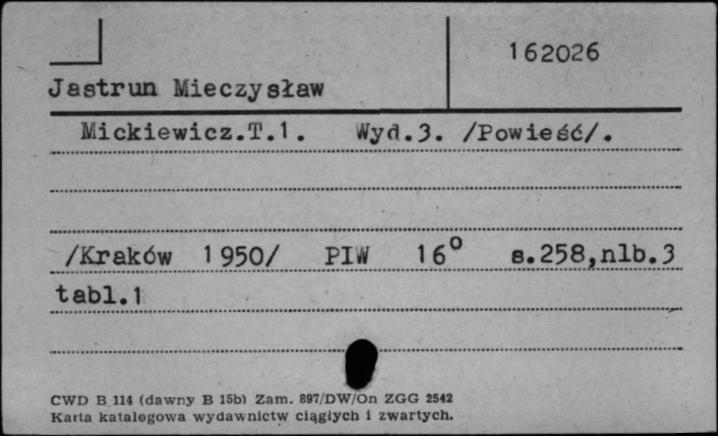 162026
Jastrun Mieczysław
Mickiewicz.T.1. Wyd.3. /Powieść/.
/Kraków 1950/ PIW 16° s.258,nlb.3
tabl.1
CWD B 114 (dawny B 15b) Zam. 897/DW/On ZGG 2542
Karta katalogowa wydawnictw ciągłych i zwartych.